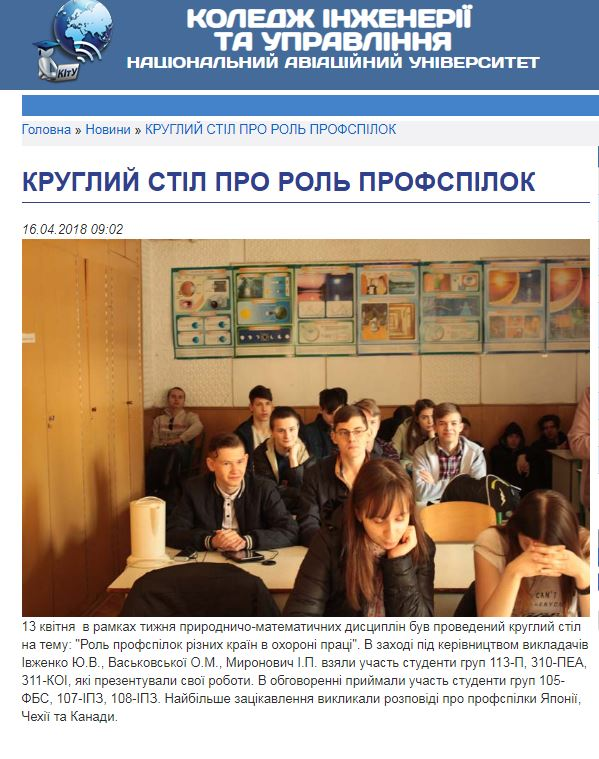 КІтУ
КОЛЕДЖ ІНЖЕНЕРІЇ
ТА УПРАВЛІННЯ
НАЦІОНАЛЬНИЙ АВІАЦІЙНИЙ УНІВЕРСИТЕТ
Головна » Новини » КРУГЛИЙ СТІЛ ПРО РОЛЬ ПРОФСПІЛОК
КРУГЛИЙ СТІЛ ПРО РОЛЬ ПРОФСПІЛОК
16.04.2018 09:02
13 квітня в рамках тижня природничо-математичних дисциплін був проведений круглий стіл
на тему: "Роль профспілок різних країн в охороні праці". В заході під керівництвом викладачів
Івженко Ю.В., Васьковської О.М., Миронович І.П. взяли участь студенти груп 113-П, 310-ПЕА,
311-КОІ, які презентували свої роботи. В обговоренні приймали участь студенти груп 105-
ФБС, 107-ІПЗ, 108-ІПЗ. Найбільше зацікавлення викликали розповіді про профспілки Японії,
Чехії та Канади.